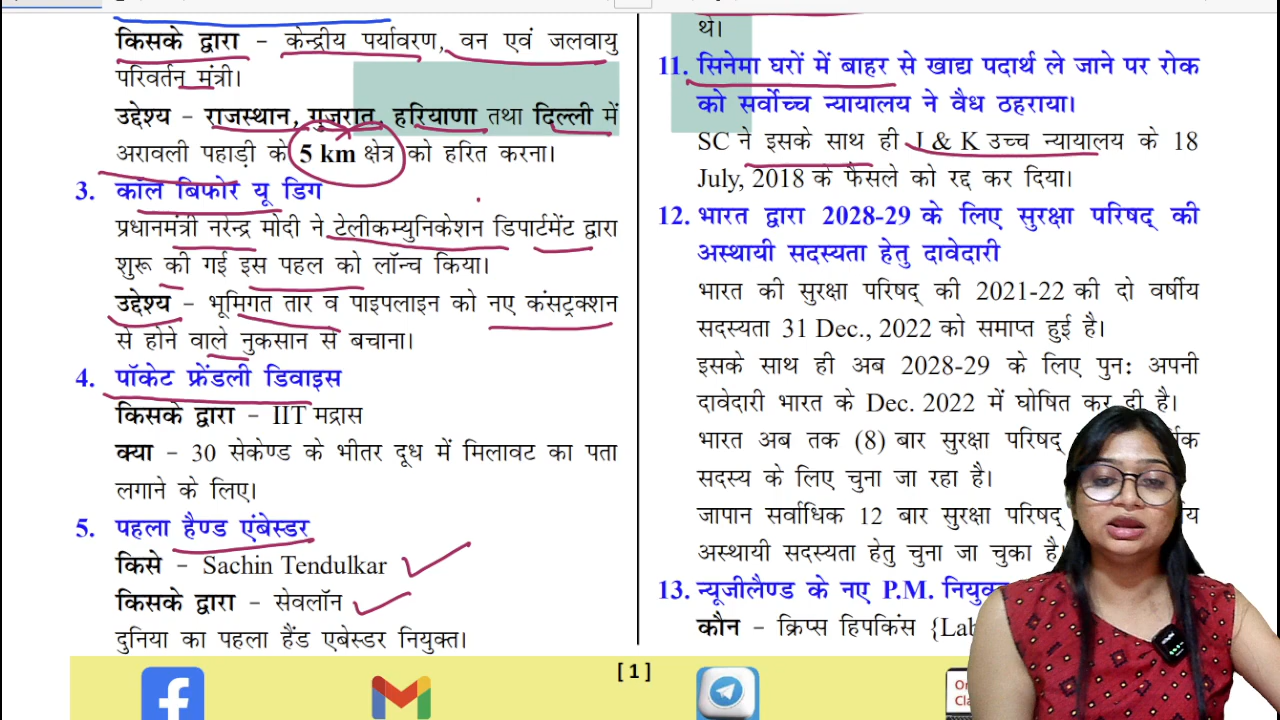 किसके द्वारा - केन्द्रीय पर्यावरण, वन एवं जलवायु
परिवर्तन मंत्री।
उद्देश्य - राजस्थान, गुजरात, हरियाणा तथा दिल्ली में
अरावली पहाड़ी के 5 km क्षेत्र को हरित करना।
3. कॉल बिफोर यू डिग
प्रधानमंत्री नरेन्द्र मोदी ने टेलीकम्युनिकेशन डिपार्टमेंट द्वारा
शुरू की गई इस पहल को लॉन्च किया।
उद्देश्य - भूमिगत तार व पाइपलाइन को नए कंसट्रक्शन
से होने वाले नुकसान से बचाना।
4. पॉकेट फ्रेंडली डिवाइस
किसके द्वारा - IIT मद्रास
क्या - 30 सेकेण्ड के भीतर दूध में मिलावट का पता
लगाने के लिए।
5. पहला हैण्ड एंबेस्डर
किसे - Sachin Tendulkar
किसके द्वारा - सेवलॉन
दुनिया का पहला हैंड एबेस्डर नियुक्त।
थे।
11. सिनेमा घरों में बाहर से खाद्य पदार्थ ले जाने पर रोक
को सर्वोच्च न्यायालय ने वैध ठहराया।
SC ने इसके साथ ही J & K उच्च न्यायालय के 18
July, 2018 के फैसले को रद्द कर दिया।
12. भारत द्वारा 2028-29 के लिए सुरक्षा परिषद् की
अस्थायी सदस्यता हेतु दावेदारी
भारत की सुरक्षा परिषद् की 2021-22 की दो वर्षीय
सदस्यता 31 Dec., 2022 को समाप्त हुई है।
इसके साथ ही अब 2028-29 के लिए पुन: अपनी
दावेदारी भारत के Dec. 2022 में घोषित कर दी है।
भारत अब तक (8) बार सुरक्षा परिषद्
सदस्य के लिए चुना जा रहा है।
जापान सर्वाधिक 12 बार सुरक्षा परिषद्
अस्थायी सदस्यता हेतु चुना जा चुका है
13. न्यूजीलैण्ड के नए P.M. नियुक्त
कौन - क्रिप्स हिपकिंस {Lab
[ 1 ]